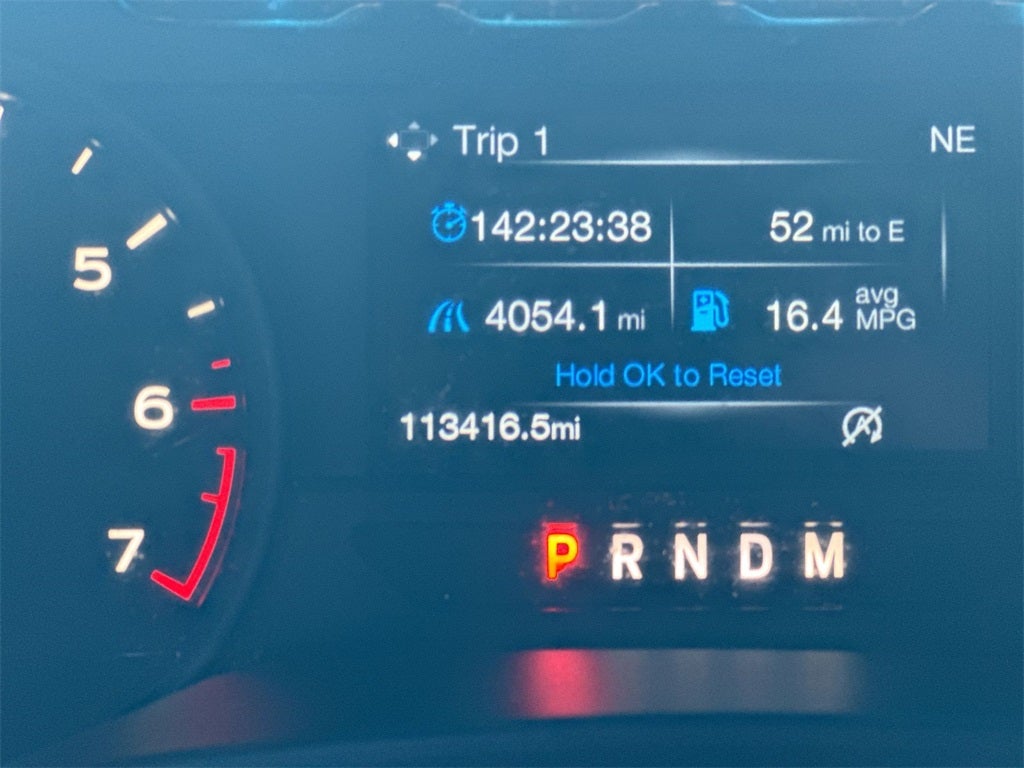 Trip 1 NE
142:23:38 52 mi to E
4054.1 mi 16.4 avg MPG
Hold OK to Reset
113416.5mi
P R N D M
5
6
7